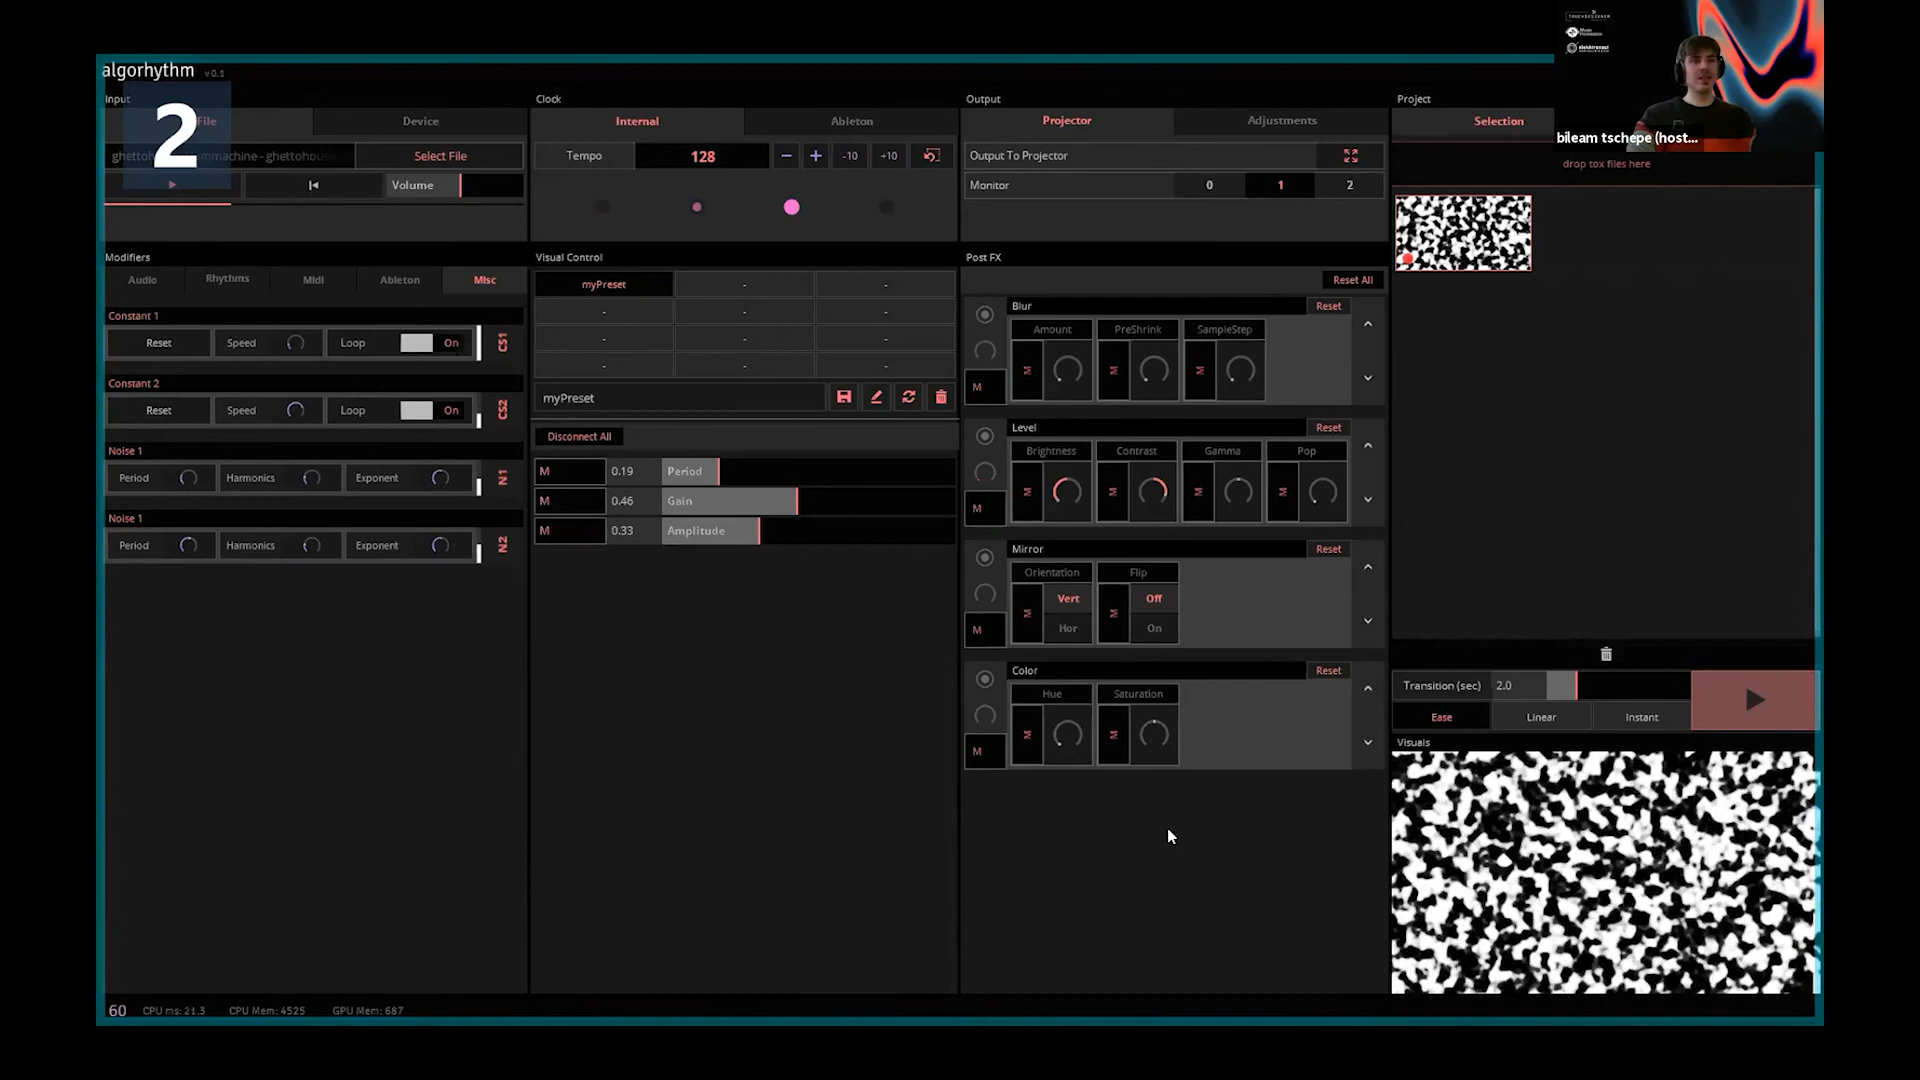 algorhythm v 0.1
TOUCHDESIGNER
bileam tschepe (host...
2
Input
File
Device
Select File
Volume
Modifiers
Audio
Rhythms
Midi
Ableton
Misc
Constant 1
Reset
Speed
Loop
On
CS1
Constant 2
Reset
Speed
Loop
On
CS2
Noise 1
Period
Harmonics
Exponent
N1
Noise 1
Period
Harmonics
Exponent
N2
Clock
Internal
Ableton
Tempo
128
-
+
-10
+10
Visual Control
myPreset
-
-
-
-
-
-
-
-
-
-
-
myPreset
Disconnect All
M 0.19 Period
M 0.46 Gain
M 0.33 Amplitude
Output
Projector
Adjustments
Output To Projector
Monitor
0
1
2
Post FX
Reset All
Blur
Reset
Amount
PreShrink
SampleStep
M
M
M
M
Level
Reset
Brightness
Contrast
Gamma
Pop
M
M
M
M
M
Mirror
Reset
Orientation
Flip
M
Vert
Hor
M
Off
On
M
Color
Reset
Hue
Saturation
M
M
M
Project
Selection
drop tox files here
Transition (sec)
2.0
Ease
Linear
Instant
Visuals
60
CPU ms: 21.3
CPU Mem: 4525
GPU Mem: 687